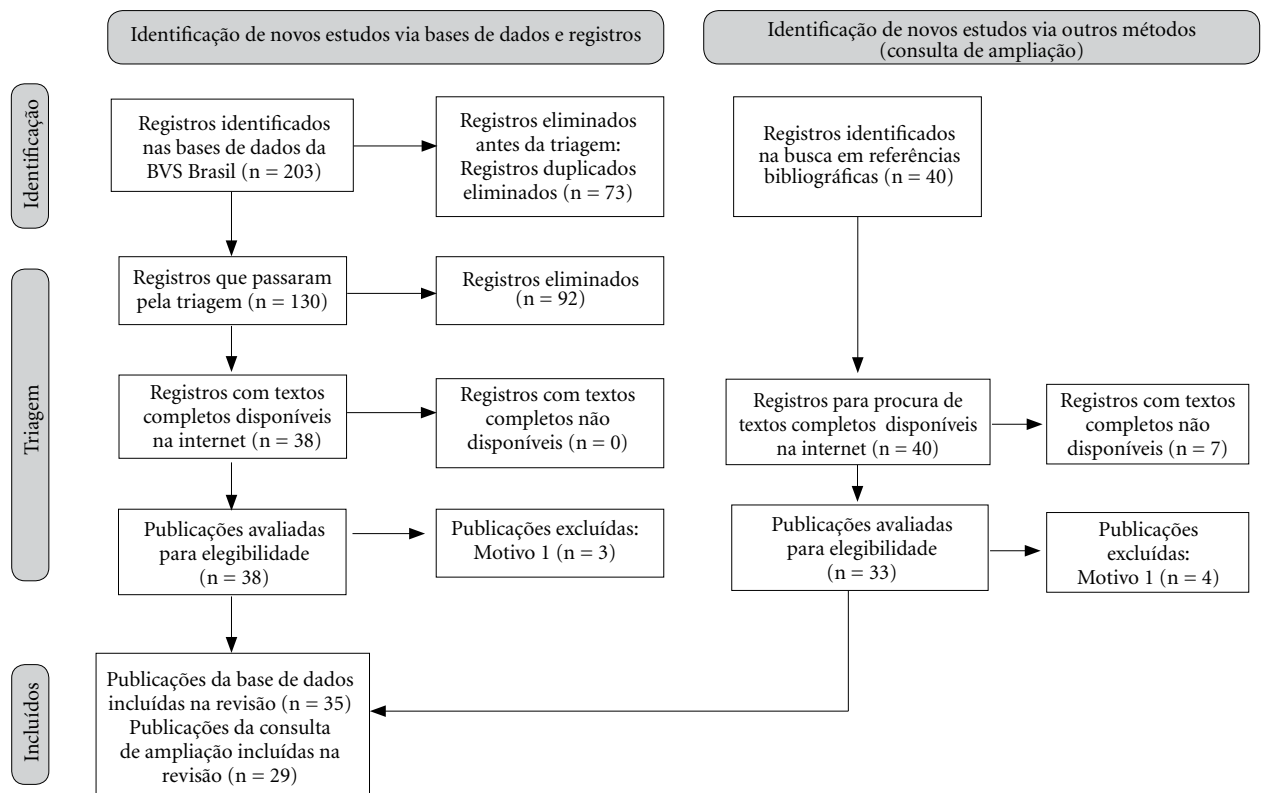 Identificação de novos estudos via bases de dados e registros
Identificação de novos estudos via outros métodos
(consulta de ampliação)
Identificação
Registros identificados
nas bases de dados da
BVS Brasil (n = 203)
Registros eliminados
antes da triagem:
Registros duplicados
eliminados (n = 73)
Registros identificados
na busca em referências
bibliográficas (n = 40)
Triagem
Registros que passaram
pela triagem (n = 130)
Registros eliminados
(n = 92)
Registros com textos
completos disponíveis
na internet (n = 38)
Registros com textos
completos não
disponíveis (n = 0)
Registros para procura de
textos completos disponíveis
na internet (n = 40)
Registros com textos
completos não
disponíveis (n = 7)
Publicações avaliadas
para elegibilidade
(n = 38)
Publicações excluídas:
Motivo 1 (n = 3)
Publicações avaliadas
para elegibilidade
(n = 33)
Publicações
excluídas:
Motivo 1 (n = 4)
Incluídos
Publicações da base de dados
incluídas na revisão (n = 35)
Publicações da consulta
de ampliação incluídas na
revisão (n = 29)